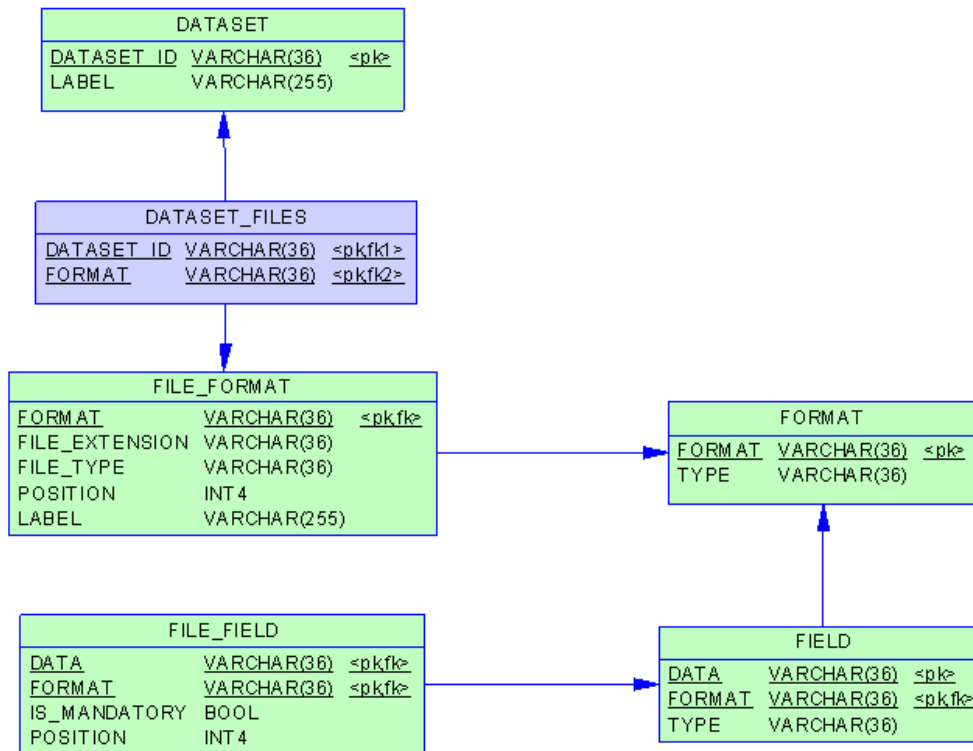 DATASET
DATASET_ID VARCHAR(36) <pk>
LABEL VARCHAR(255)
DATASET_FILES
DATASET_ID VARCHAR(36) <pk,fk1>
FORMAT VARCHAR(36) <pk,fk2>
FILE_FORMAT
FORMAT VARCHAR(36) <pk,fk>
FILE_EXTENSION VARCHAR(36)
FILE_TYPE VARCHAR(36)
POSITION INT4
LABEL VARCHAR(255)
FORMAT
FORMAT VARCHAR(36) <pk>
TYPE VARCHAR(36)
FILE_FIELD
DATA VARCHAR(36) <pk,fk>
FORMAT VARCHAR(36) <pk,fk>
IS_MANDATORY BOOL
POSITION INT4
FIELD
DATA VARCHAR(36) <pk>
FORMAT VARCHAR(36) <pk,fk>
TYPE VARCHAR(36)